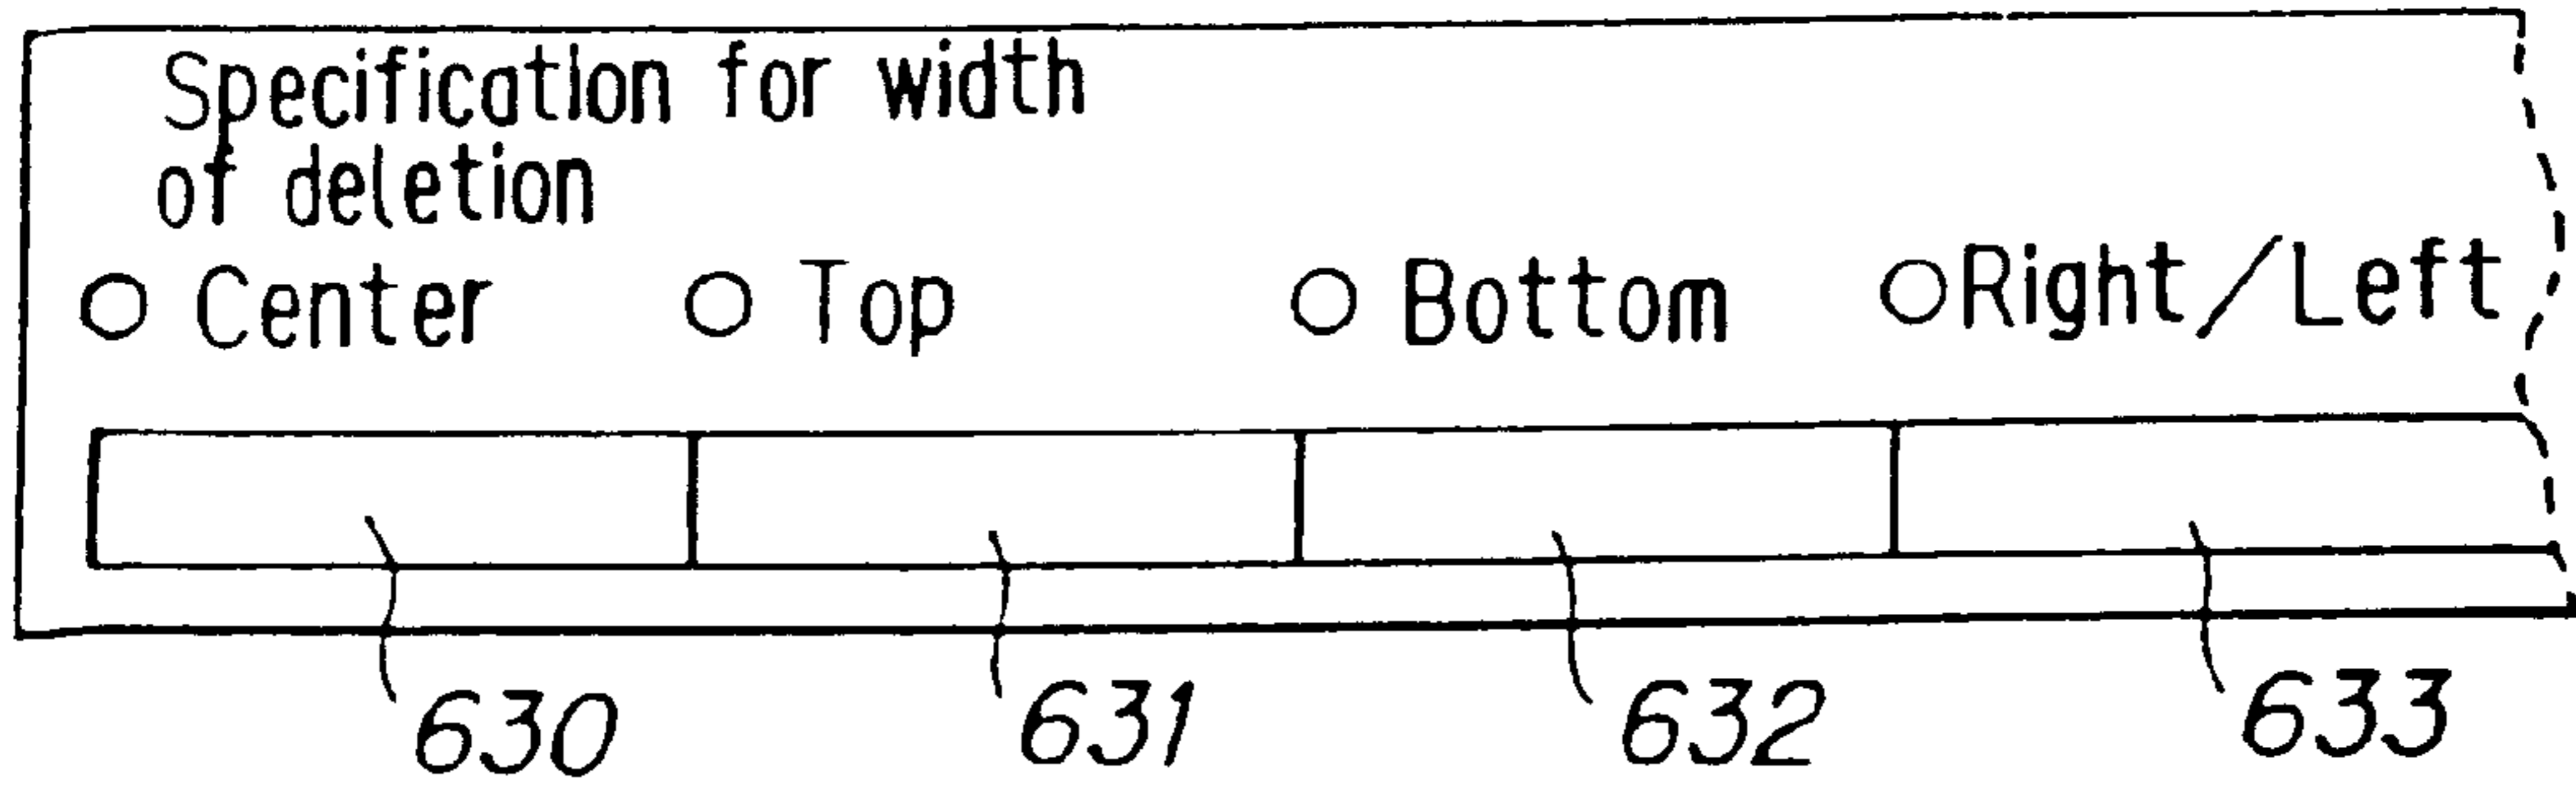 Specification for width
of deletion
○ Center ○ Top ○ Bottom ○ Right/Left
630 631 632 633